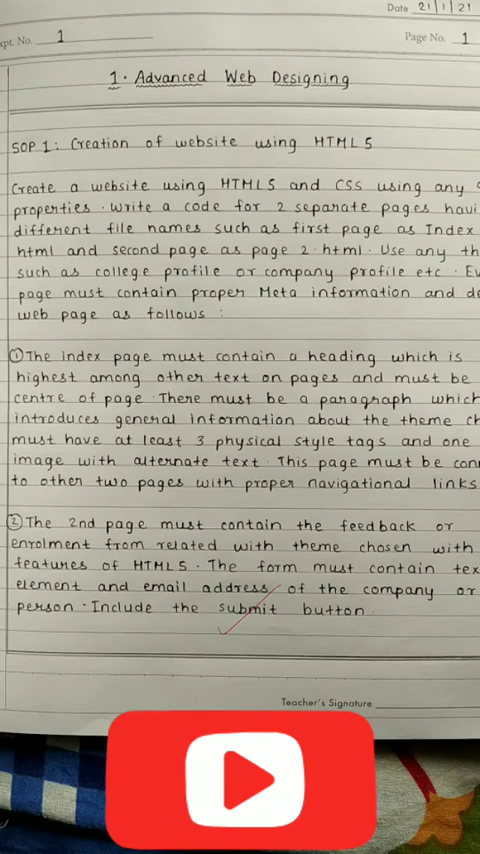 Date 21/1/21
xpt. No. 1
Page No. 1
1. Advanced Web Designing
SOP 1: Creation of website using HTML5
Create a website using HTML5 and CSS using any
properties. Write a code for 2 separate pages havi
different file names such as first page as Index
html and second page as page 2.html. Use any th
such as college profile or company profile etc. Ev
page must contain proper Meta information and de
web page as follows :
① The index page must contain a heading which is
highest among other text on pages and must be
centre of page. There must be a paragraph which
introduces general information about the theme ch
must have at least 3 physical style tags and one
image with alternate text. This page must be con
to other two pages with proper navigational links
② The 2nd page must contain the feedback or
enrolment from related with theme chosen with
features of HTML5. The form must contain tex
element and email address of the company or
person. Include the submit button
Teacher's Signature